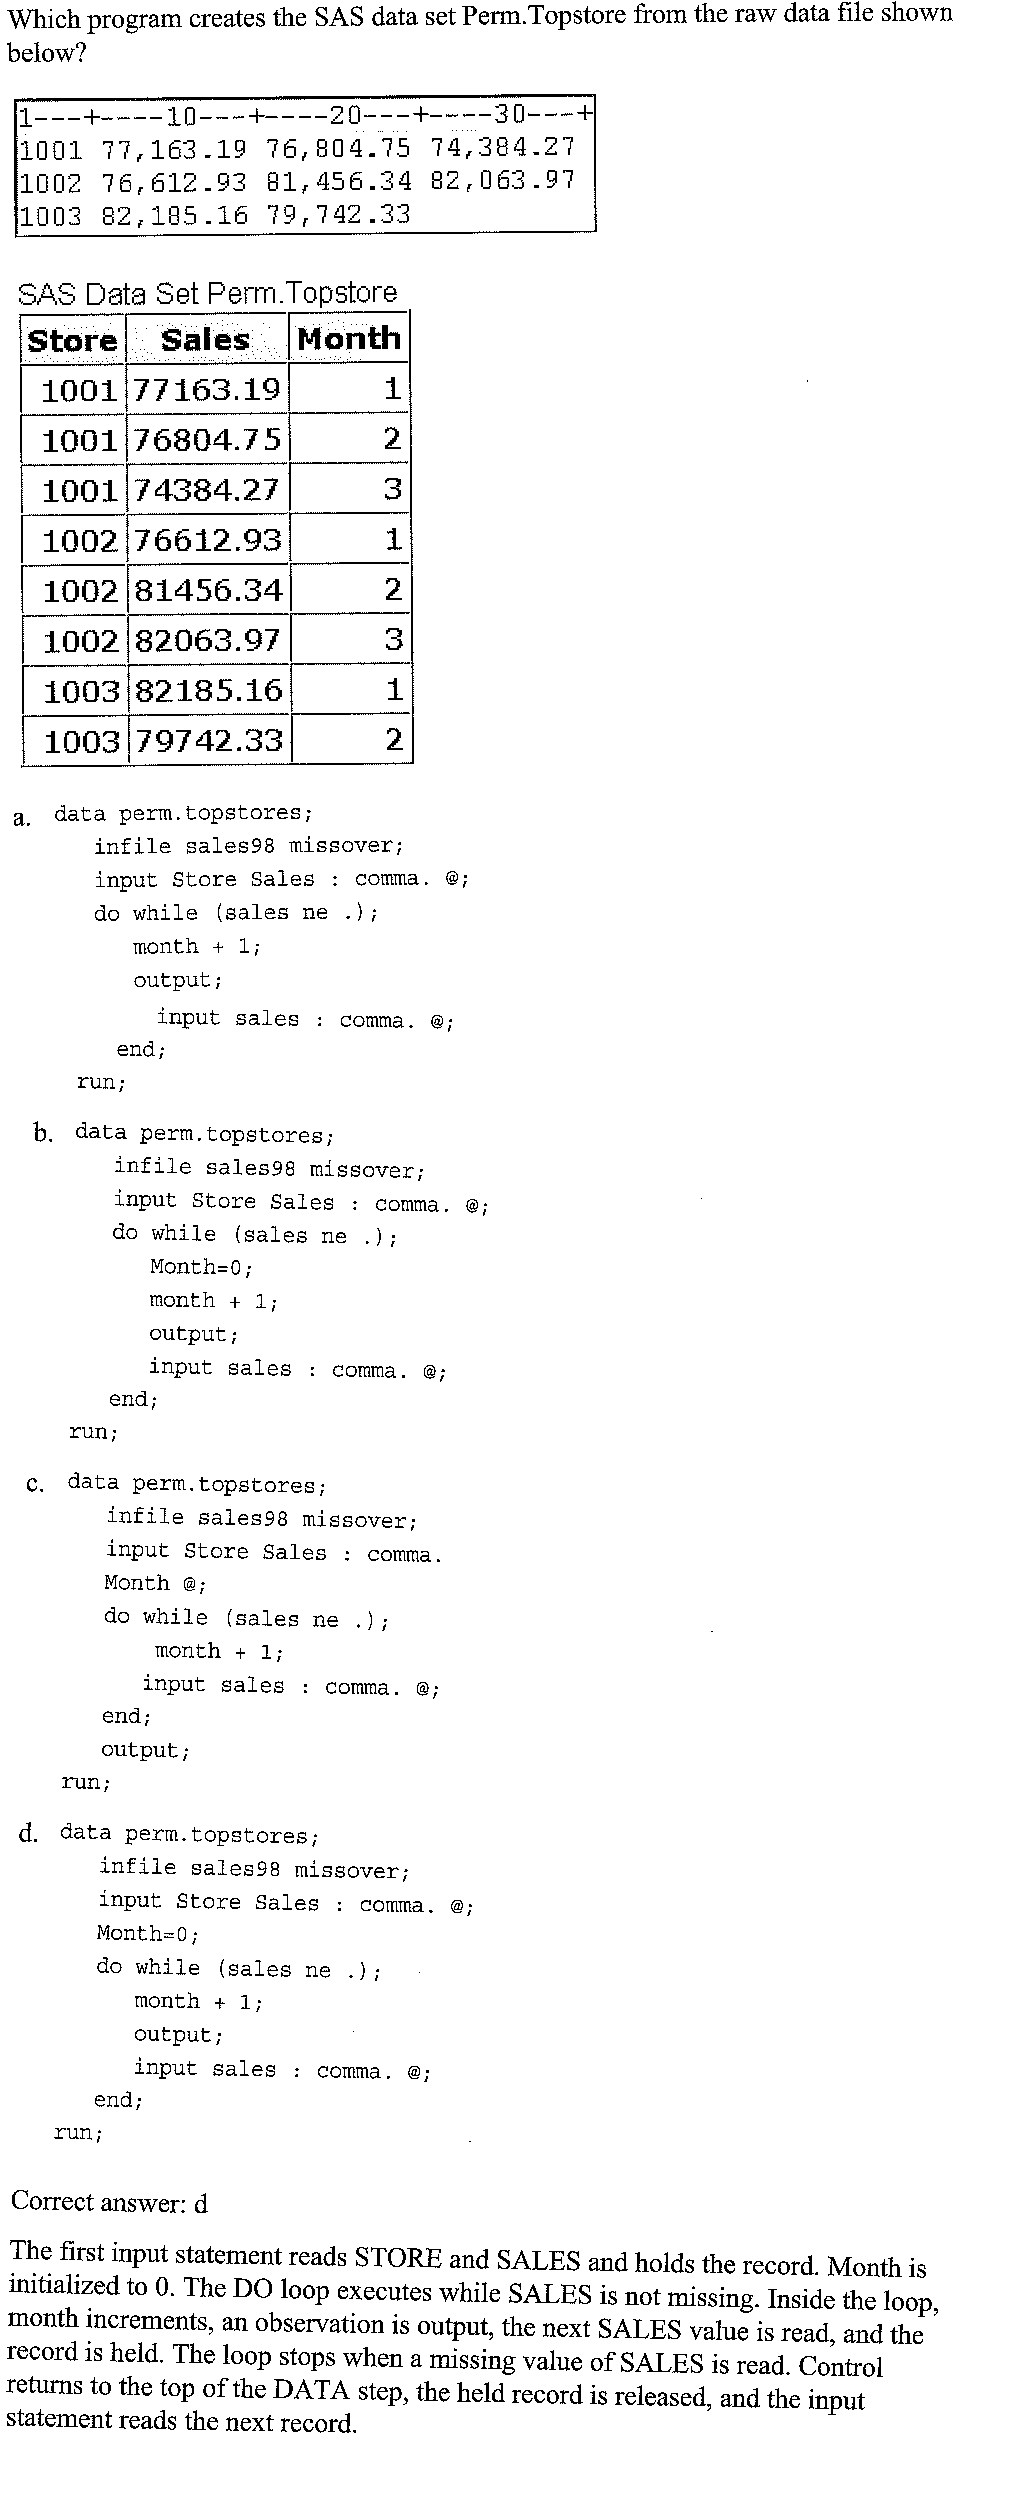 Which program creates the SAS data set Perm.Topstore from the raw data file shown
below?
1---+----10---+----20---+----30---+
1001 77,163.19 76,804.75 74,384.27
1002 76,612.93 81,456.34 82,063.97
1003 82,185.16 79,742.33
SAS Data Set Perm.Topstore
Store Sales Month
1001 77163.19 1
1001 76804.75 2
1001 74384.27 3
1002 76612.93 1
1002 81456.34 2
1002 82063.97 3
1003 82185.16 1
1003 79742.33 2
a. data perm.topstores;
infile sales98 missover;
input Store Sales : comma. @;
do while (sales ne .);
month + 1;
output;
input sales : comma. @;
end;
run;
b. data perm.topstores;
infile sales98 missover;
input Store Sales : comma. @;
do while (sales ne .);
Month=0;
month + 1;
output;
input sales : comma. @;
end;
run;
c. data perm.topstores;
infile sales98 missover;
input Store Sales : comma.
Month @;
do while (sales ne .);
month + 1;
input sales : comma. @;
end;
output;
run;
d. data perm.topstores;
infile sales98 missover;
input Store Sales : comma. @;
Month=0;
do while (sales ne .);
month + 1;
output;
input sales : comma. @;
end;
run;
Correct answer: d
The first input statement reads STORE and SALES and holds the record. Month is
initialized to 0. The DO loop executes while SALES is not missing. Inside the loop,
month increments, an observation is output, the next SALES value is read, and the
record is held. The loop stops when a missing value of SALES is read. Control
returns to the top of the DATA step, the held record is released, and the input
statement reads the next record.